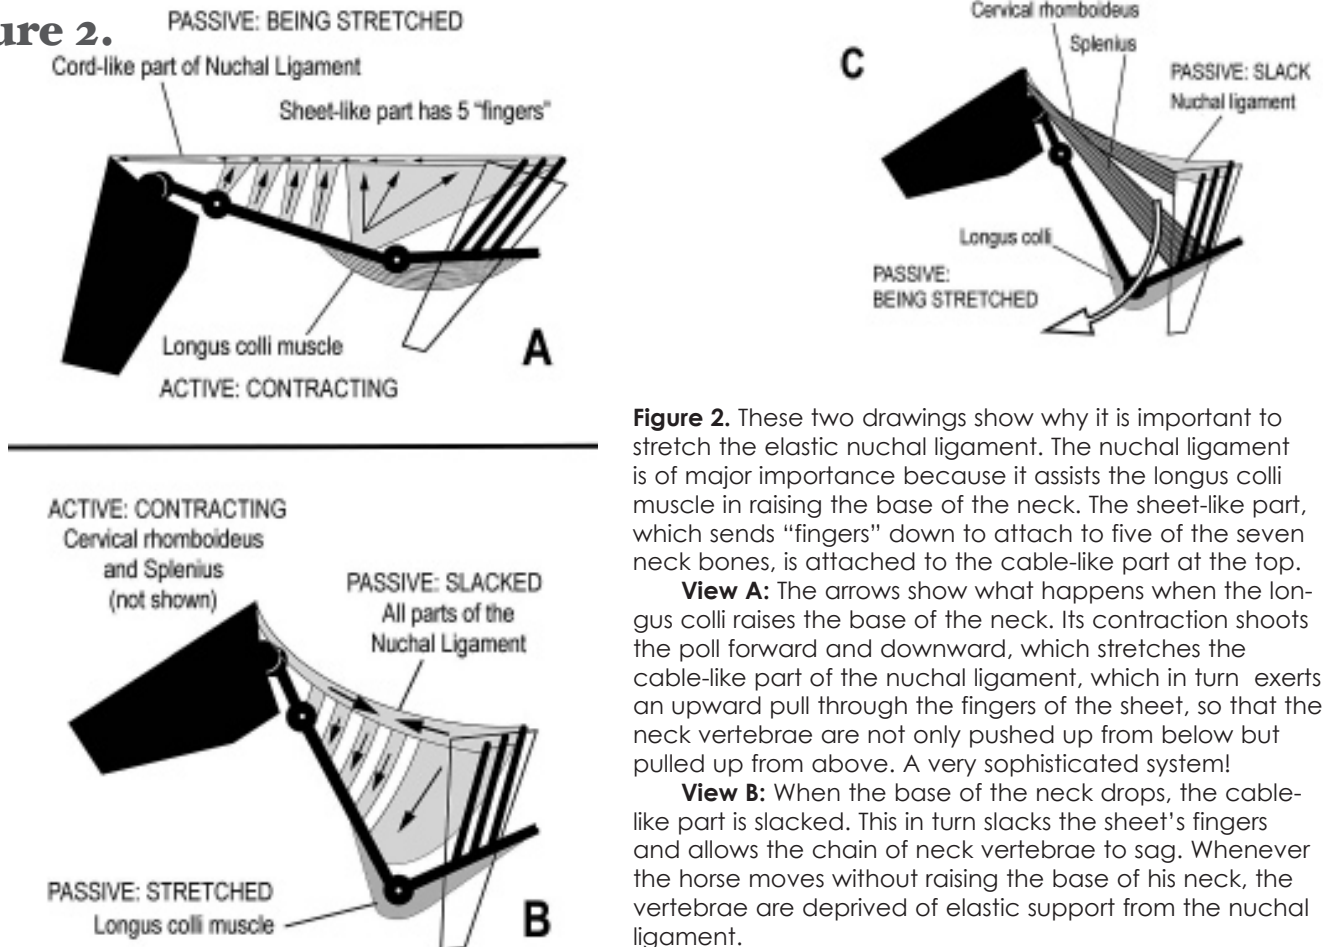 ure 2.
PASSIVE: BEING STRETCHED
Cord-like part of Nuchal Ligament
Sheet-like part has 5 "fingers"
Longus colli muscle
ACTIVE: CONTRACTING
A
ACTIVE: CONTRACTING
Cervical rhomboideus
and Splenius
(not shown)
PASSIVE: SLACKED
All parts of the
Nuchal Ligament
PASSIVE: STRETCHED
Longus colli muscle
B
Cervical rhomboideus
Splenius
C
PASSIVE: SLACK
Nuchal ligament
Longus colli
PASSIVE:
BEING STRETCHED
Figure 2. These two drawings show why it is important to
stretch the elastic nuchal ligament. The nuchal ligament
is of major importance because it assists the longus colli
muscle in raising the base of the neck. The sheet-like part,
which sends “fingers” down to attach to five of the seven
neck bones, is attached to the cable-like part at the top.
View A: The arrows show what happens when the lon-
gus colli raises the base of the neck. Its contraction shoots
the poll forward and downward, which stretches the
cable-like part of the nuchal ligament, which in turn exerts
an upward pull through the fingers of the sheet, so that the
neck vertebrae are not only pushed up from below but
pulled up from above. A very sophisticated system!
View B: When the base of the neck drops, the cable-
like part is slacked. This in turn slacks the sheet’s fingers
and allows the chain of neck vertebrae to sag. Whenever
the horse moves without raising the base of his neck, the
vertebrae are deprived of elastic support from the nuchal
ligament.